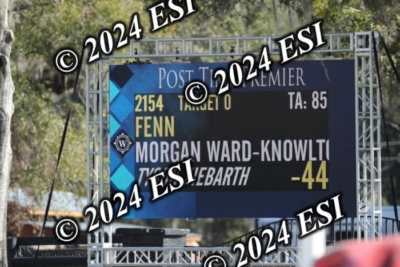 © 2024 ESI
© 2024 ESI
POST TIME PREMIER
2154 TARGET 0 TA: 85
FENN
W
MORGAN WARD-KNOWLTO
-44
© 2024 ESI
© 2024 ESI
© 2024 ESI